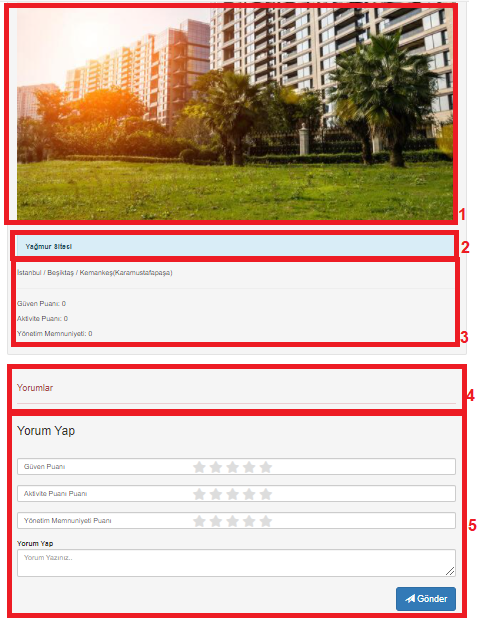 1
Yağmur Sitesi
2
İstanbul / Beşiktaş / Kemankeş(Karamustafapaşa)
Güven Puanı: 0
Aktivite Puanı: 0
Yönetim Memnuniyeti: 0
3
Yorumlar
4
Yorum Yap
Güven Puanı
Aktivite Puanı Puanı
Yönetim Memnuniyeti Puanı
5
Yorum Yap
Yorum Yazınız..
Gönder